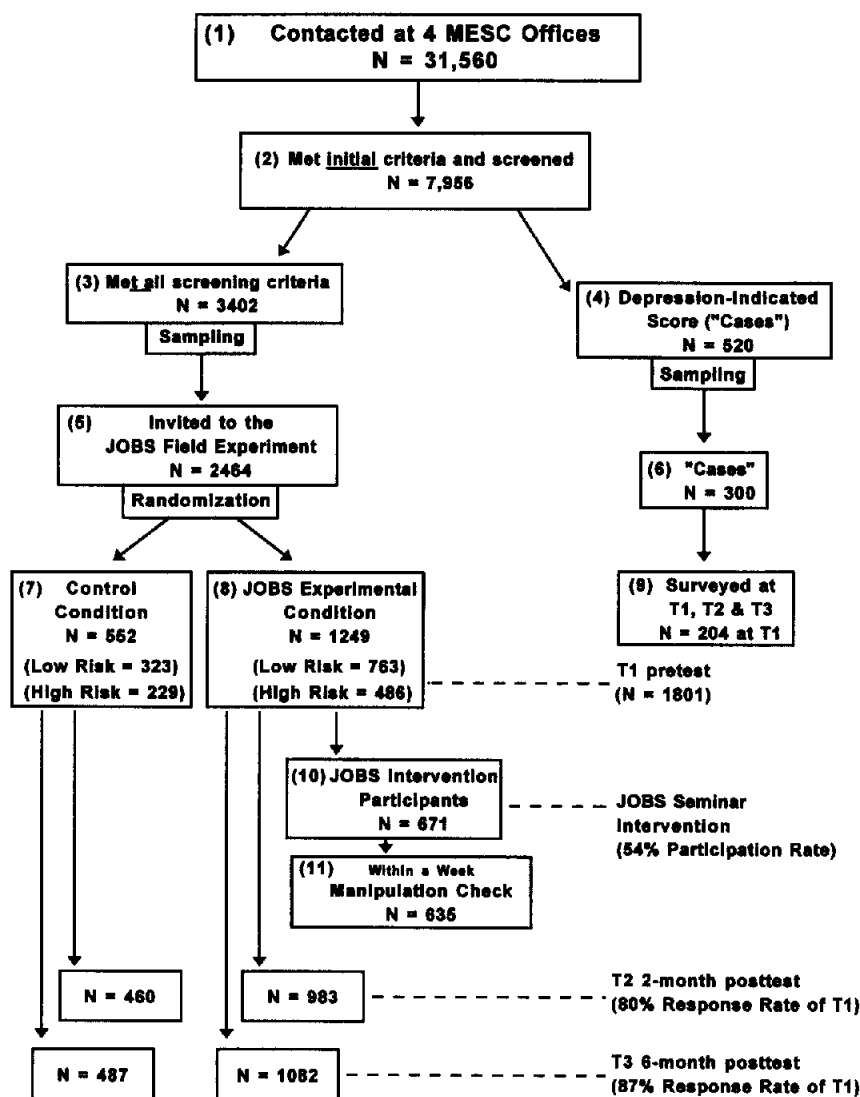 (1) Contacted at 4 MESC Offices
N = 31,560
(2) Met initial criteria and screened
N = 7,956
(3) Met all screening criteria
N = 3402
Sampling
(4) Depression-Indicated
Score ("Cases")
N = 520
Sampling
(5) Invited to the
JOBS Field Experiment
N = 2464
Randomization
(6) "Cases"
N = 300
(7) Control
Condition
N = 552
(Low Risk = 323)
(High Risk = 229)
(8) JOBS Experimental
Condition
N = 1249
(Low Risk = 763)
(High Risk = 486)
(9) Surveyed at
T1, T2 & T3
N = 204 at T1
T1 pretest
(N = 1801)
(10) JOBS Intervention
Participants
N = 671
JOBS Seminar
Intervention
(54% Participation Rate)
(11) Within a Week
Manipulation Check
N = 635
N = 460
N = 983
T2 2-month posttest
(80% Response Rate of T1)
N = 487
N = 1082
T3 6-month posttest
(87% Response Rate of T1)